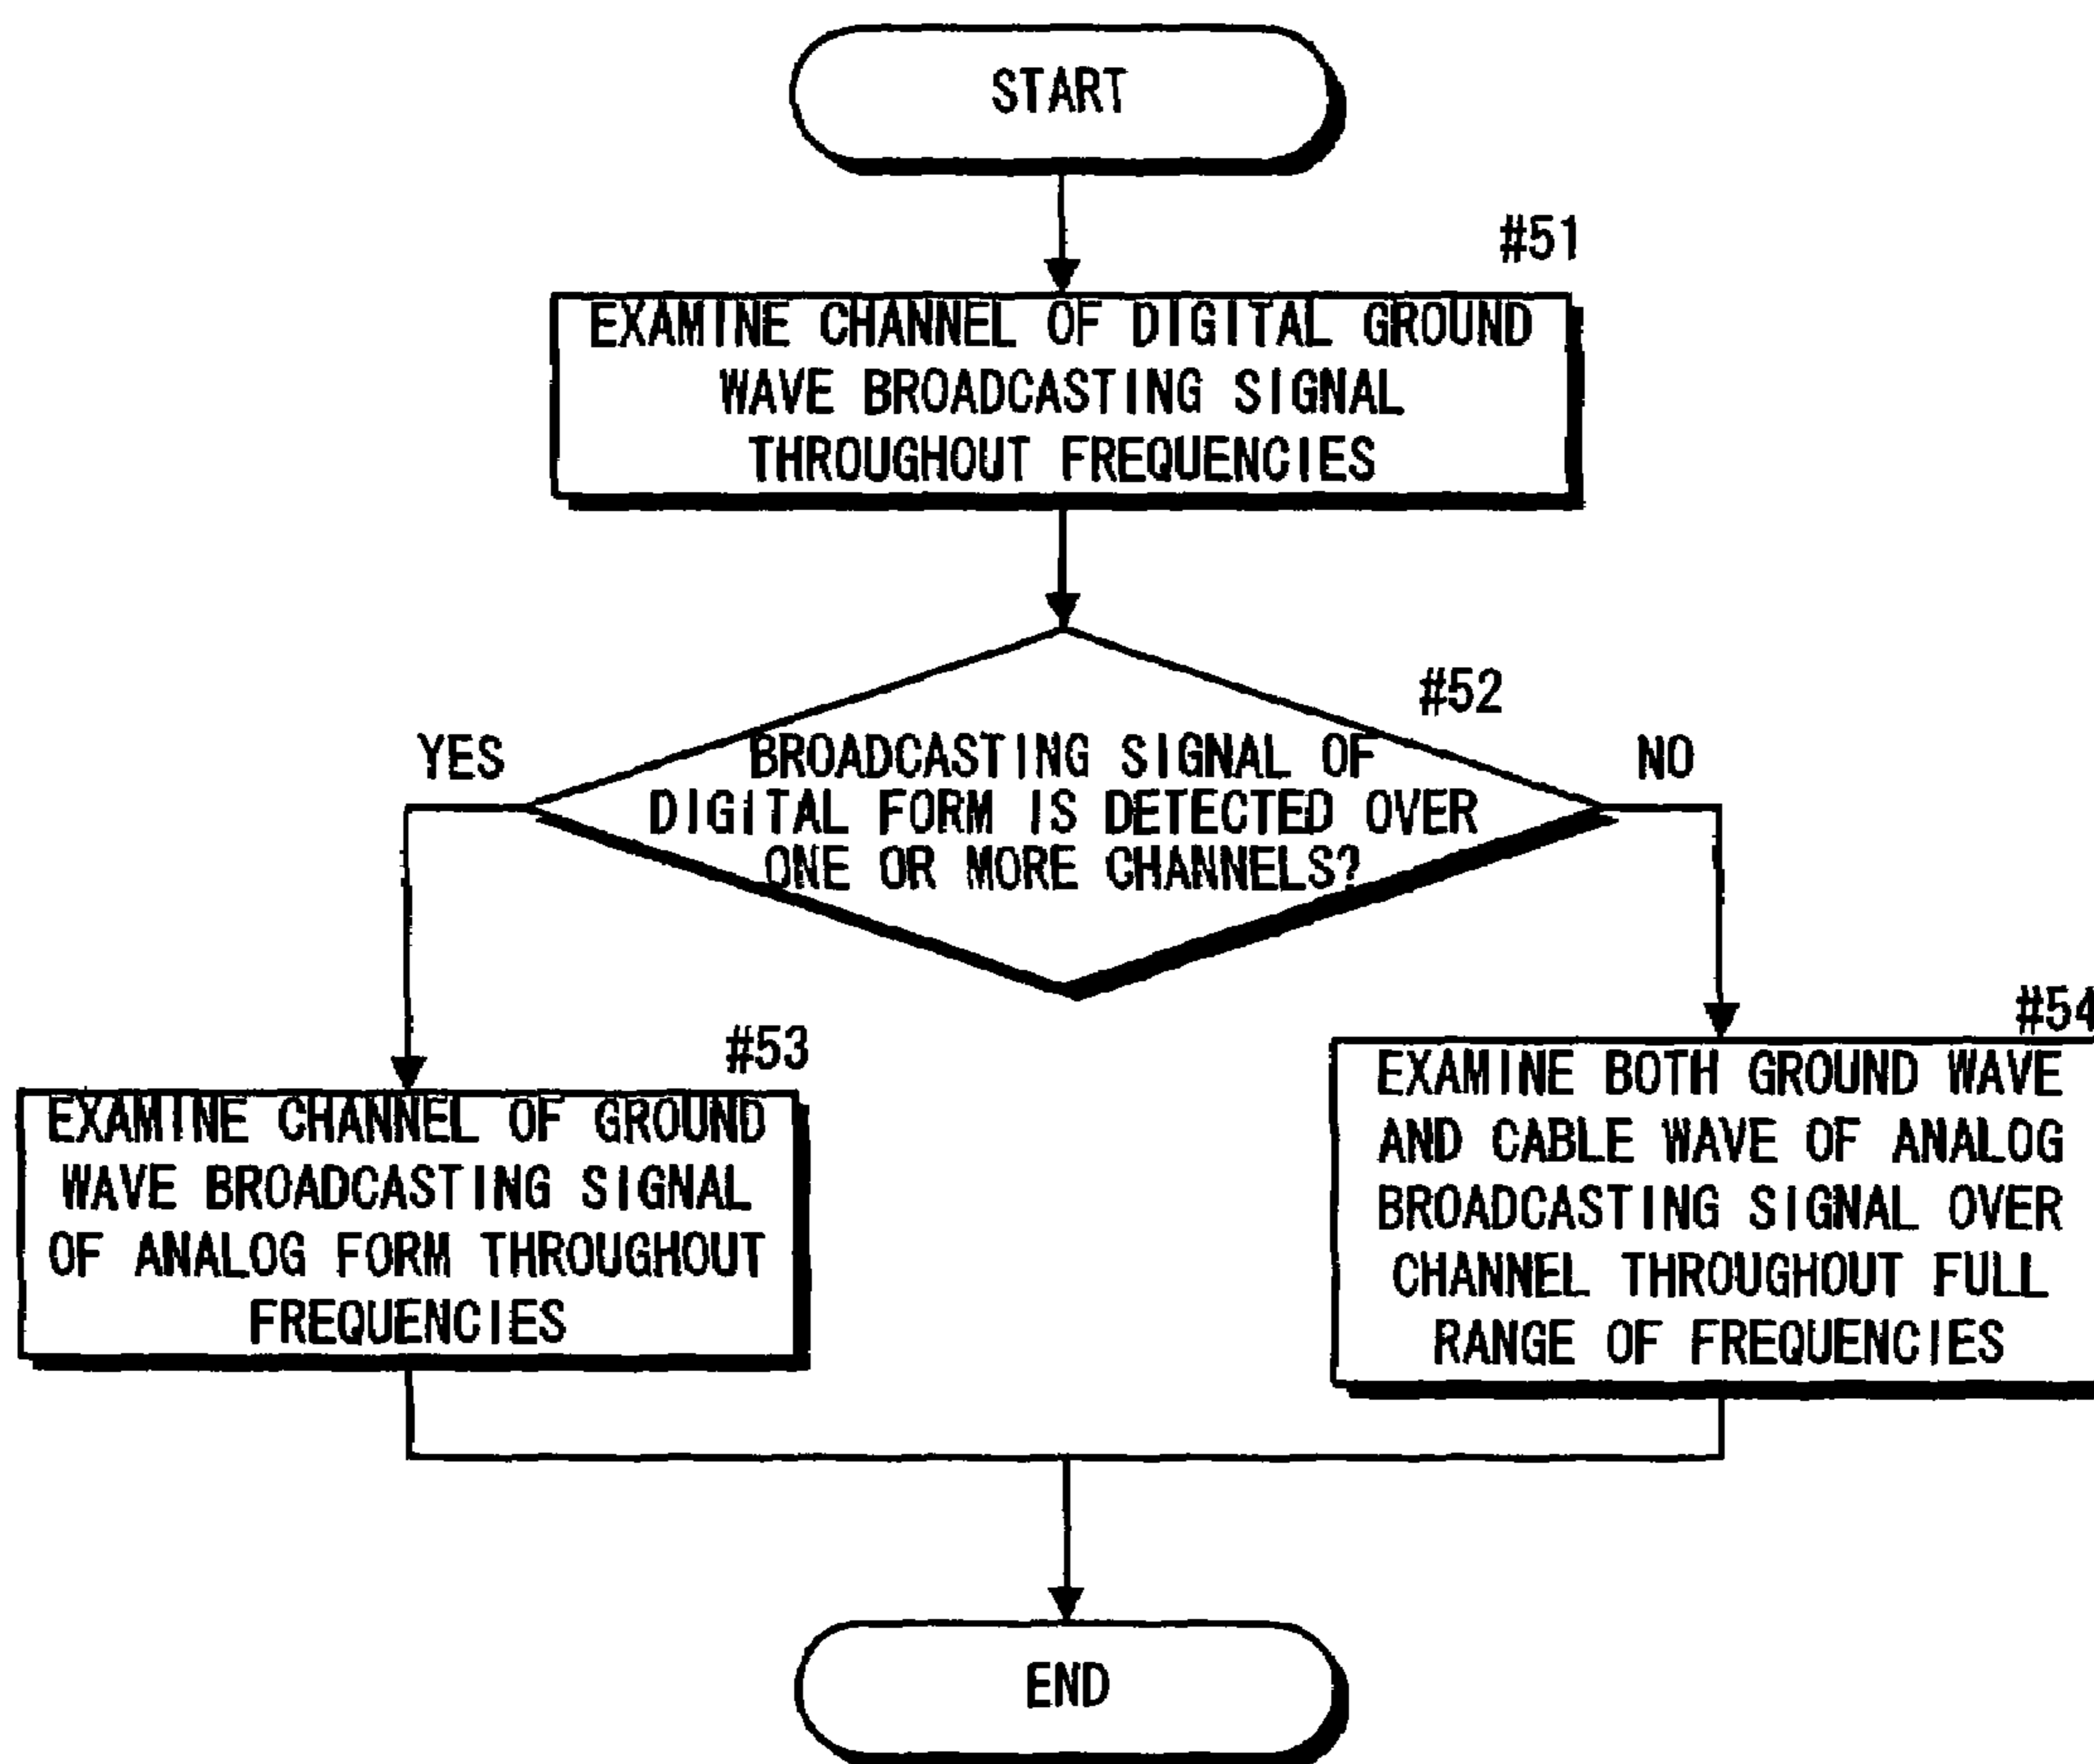 START
#51
EXAMINE CHANNEL OF DIGITAL GROUND
WAVE BROADCASTING SIGNAL
THROUGHOUT FREQUENCIES
#52
YES
NO
BROADCASTING SIGNAL OF
DIGITAL FORM IS DETECTED OVER
ONE OR MORE CHANNELS?
#53
EXAMINE CHANNEL OF GROUND
WAVE BROADCASTING SIGNAL
OF ANALOG FORM THROUGHOUT
FREQUENCIES
#54
EXAMINE BOTH GROUND WAVE
AND CABLE WAVE OF ANALOG
BROADCASTING SIGNAL OVER
CHANNEL THROUGHOUT FULL
RANGE OF FREQUENCIES
END